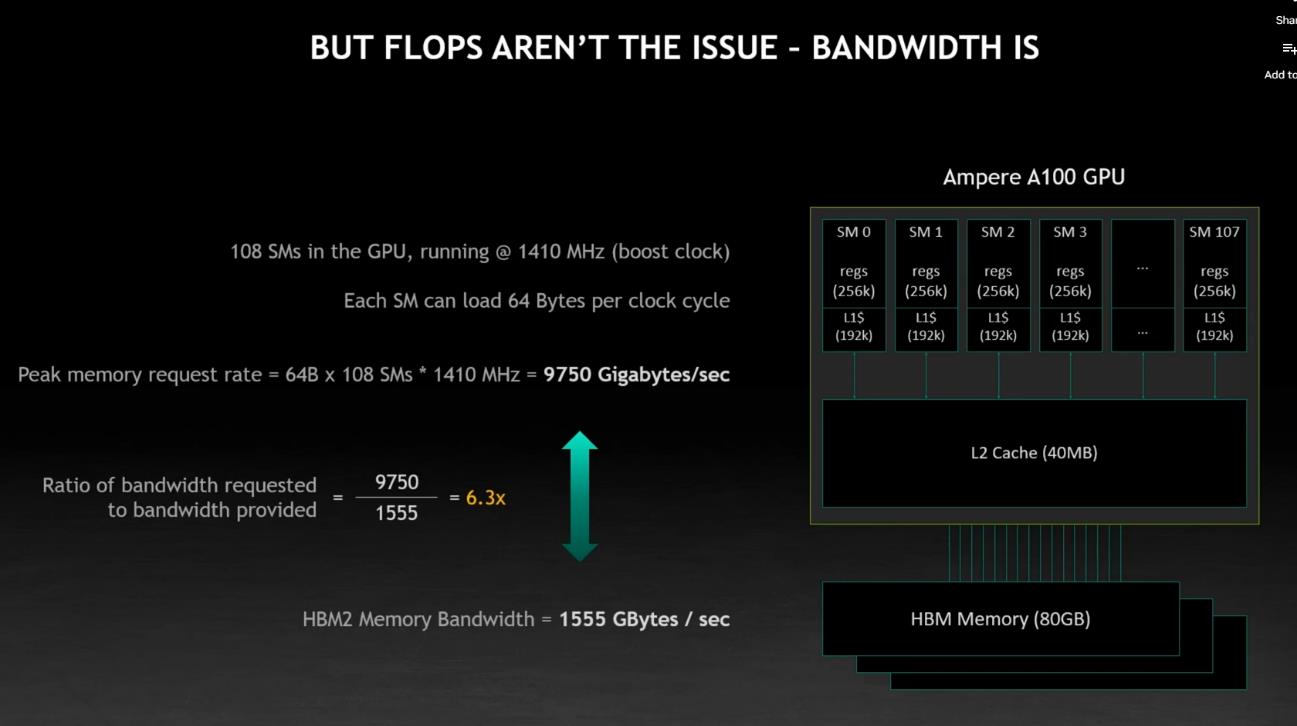 BUT FLOPS AREN'T THE ISSUE - BANDWIDTH IS
108 SMs in the GPU, running @ 1410 MHz (boost clock)
Each SM can load 64 Bytes per clock cycle
Peak memory request rate = 64B x 108 SMs * 1410 MHz = 9750 Gigabytes/sec
Ratio of bandwidth requested
to bandwidth provided
=
9750
1555
= 6.3x
HBM2 Memory Bandwidth = 1555 GBytes / sec
Ampere A100 GPU
SM 0
regs
(256k)
L1$
(192k)
SM 1
regs
(256k)
L1$
(192k)
SM 2
regs
(256k)
L1$
(192k)
SM 3
regs
(256k)
L1$
(192k)
...
...
SM 107
regs
(256k)
L1$
(192k)
L2 Cache (40MB)
HBM Memory (80GB)
Add to